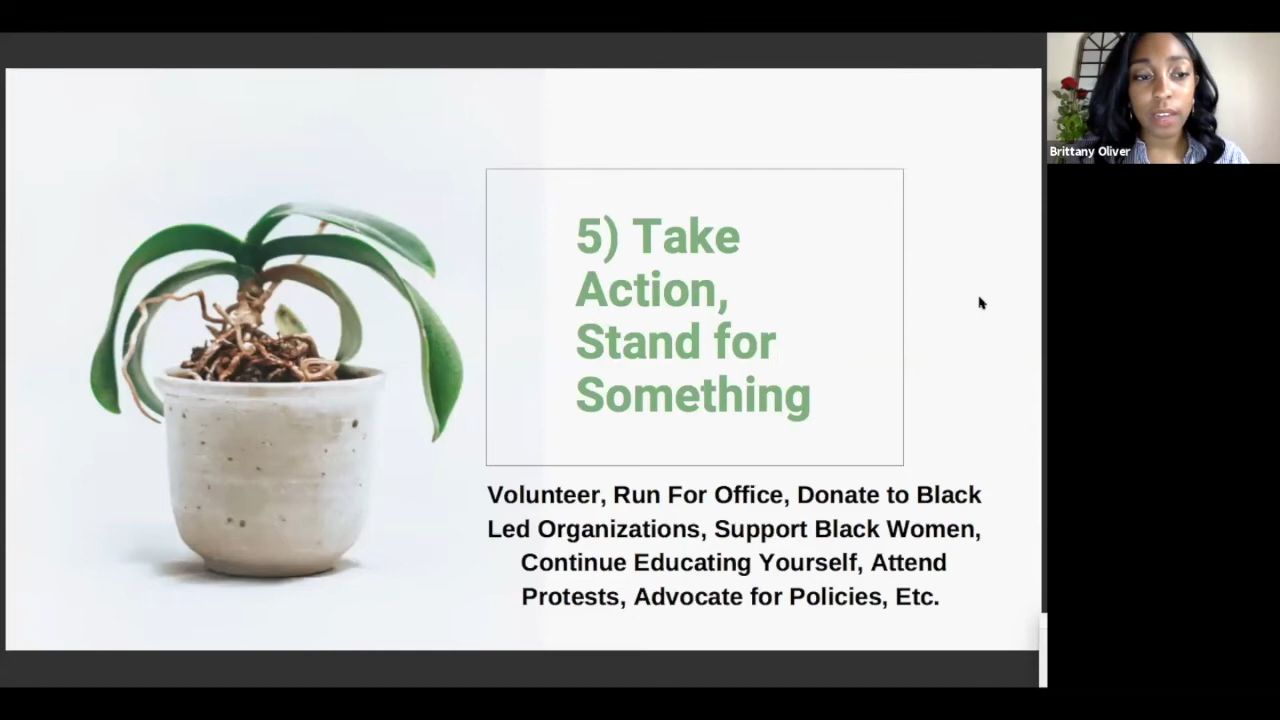 5) Take
Action,
Stand for
Something
Volunteer, Run For Office, Donate to Black
Led Organizations, Support Black Women,
Continue Educating Yourself, Attend
Protests, Advocate for Policies, Etc.
Brittany Oliver